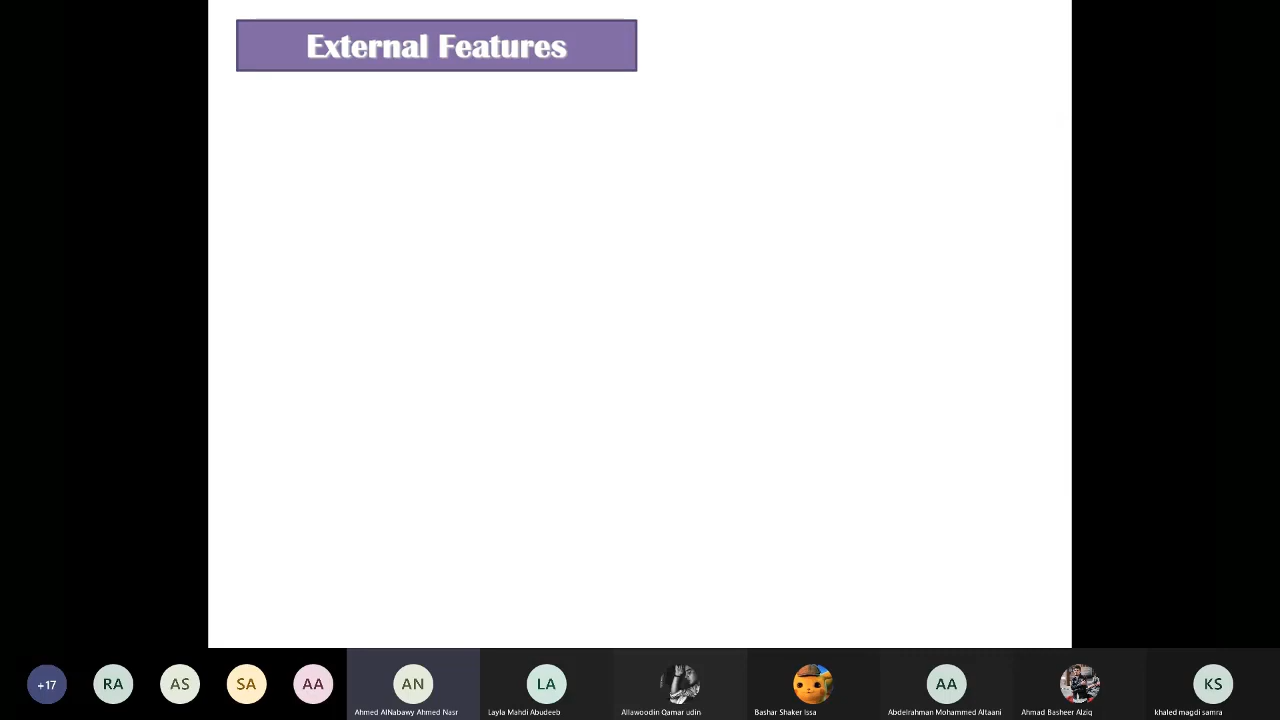 External Features
+17
RA
AS
SA
AA
AN
LA
AA
KS
Ahmed AlNabawy Ahmed Nasr
Layla Mahdi Abudeeb
Allawoodin Qamar udin
Bashar Shaker Issa
Abdelrahman Mohammed Altaani
Ahmad Basheer Alziq
khaled magdi samra